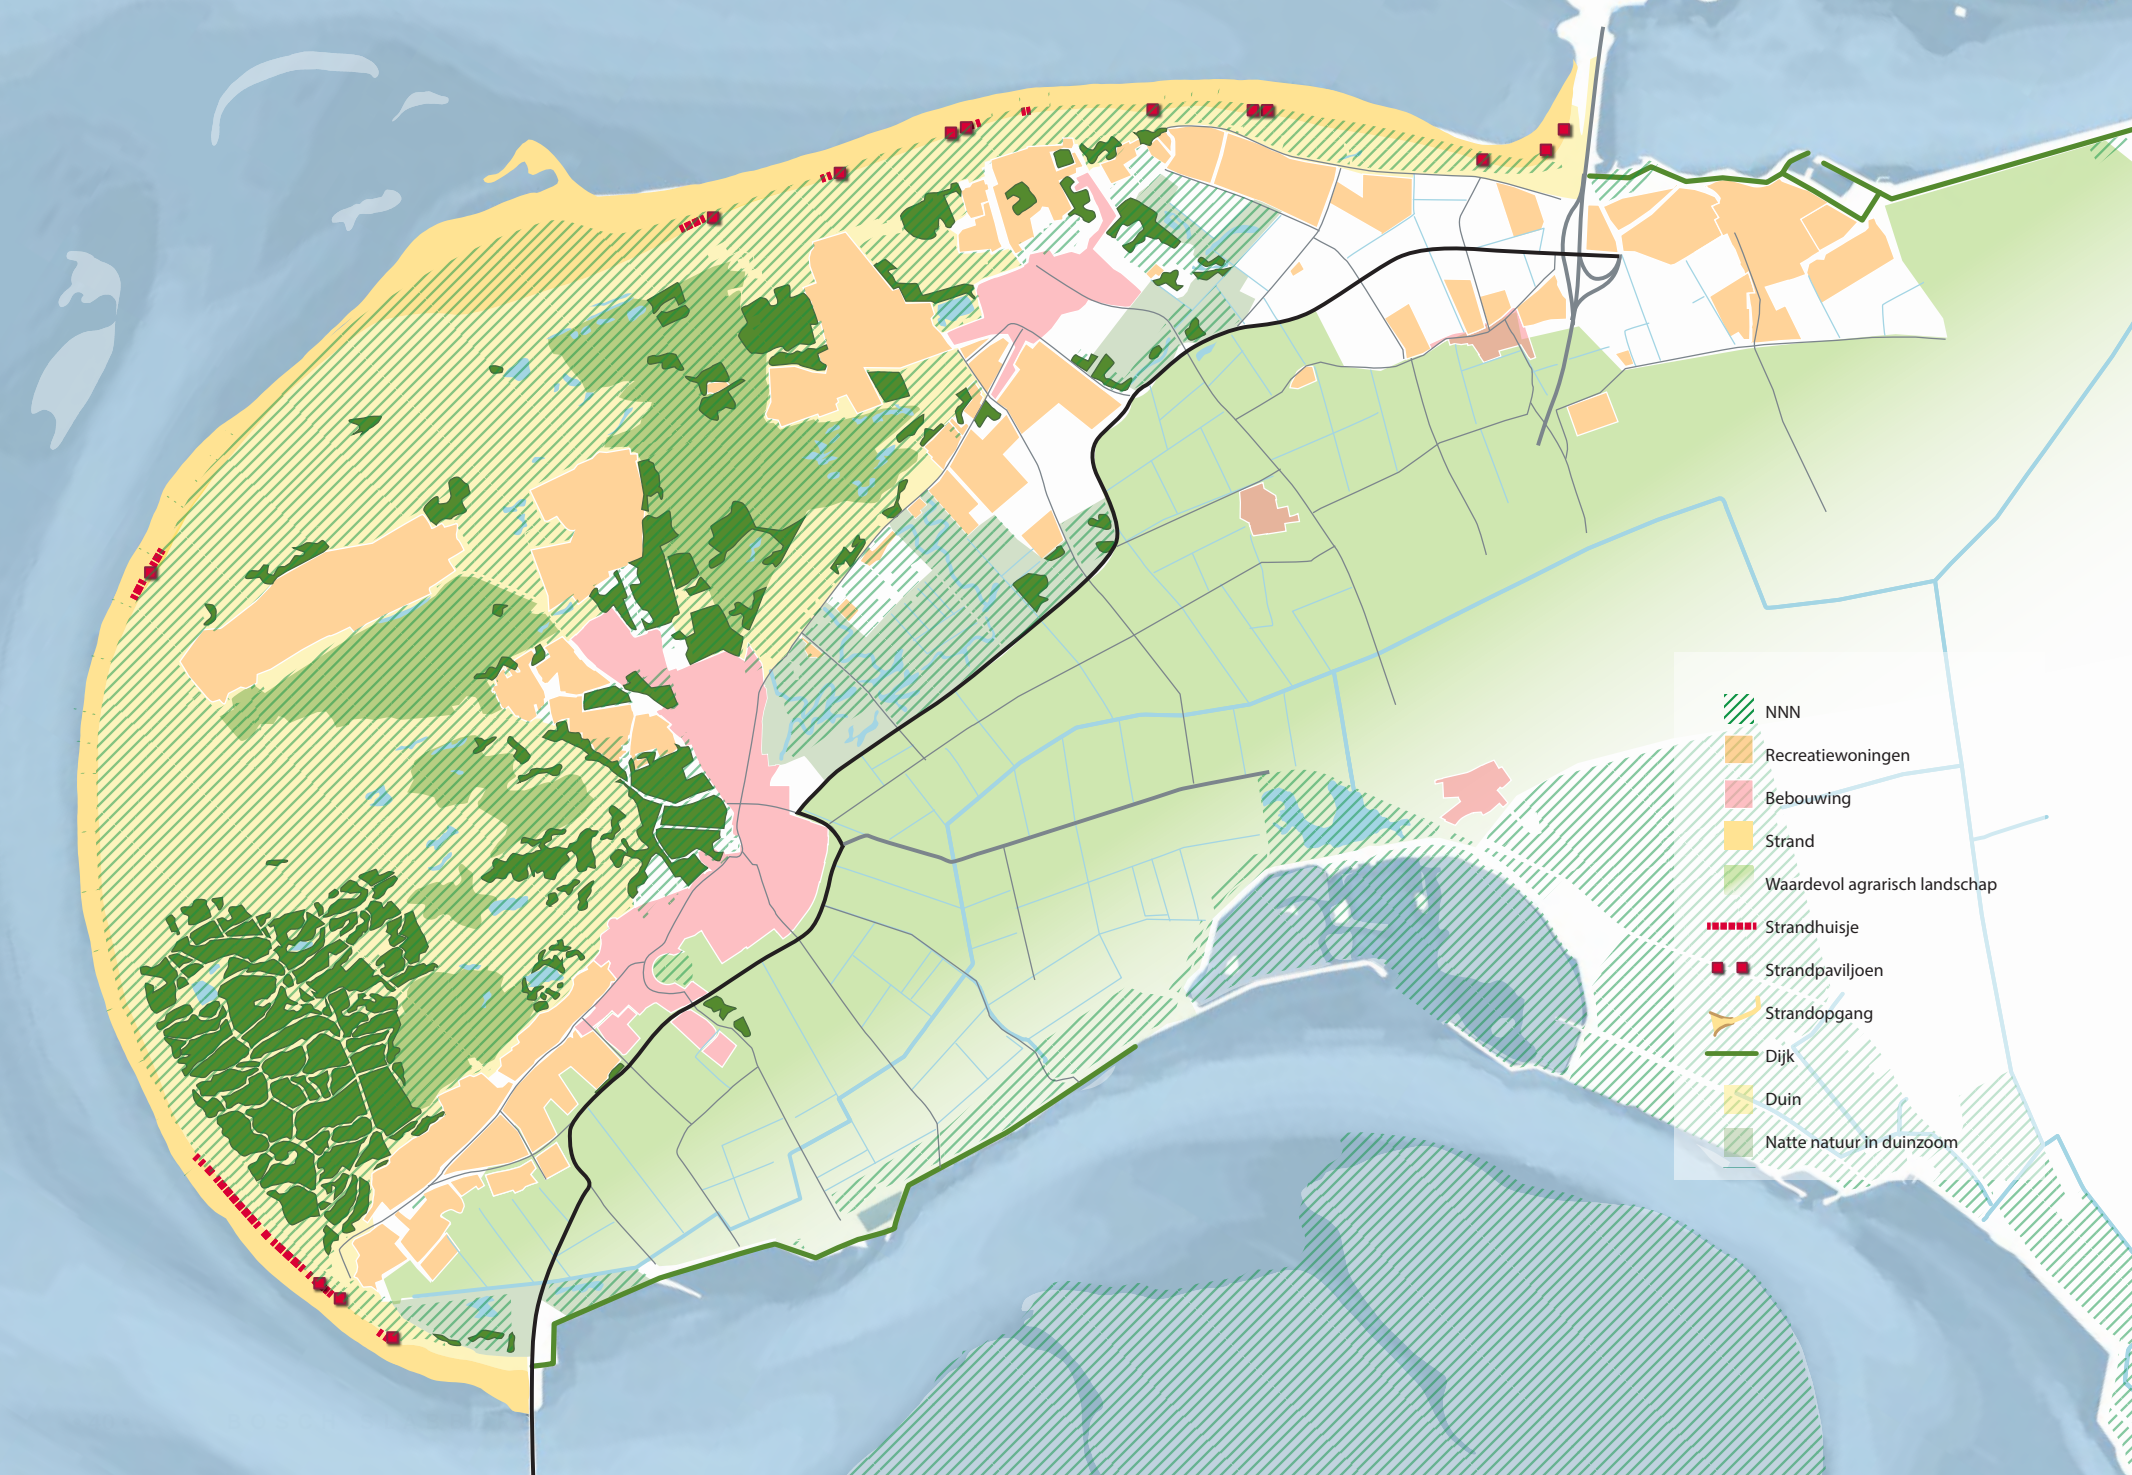 NNN
Recreatiewoningen
Bebouwing
Strand
Waardevol agrarisch landschap
Strandhuisje
Strandpaviljoen
Strandopgang
Dijk
Duin
Natte natuur in duinzoom